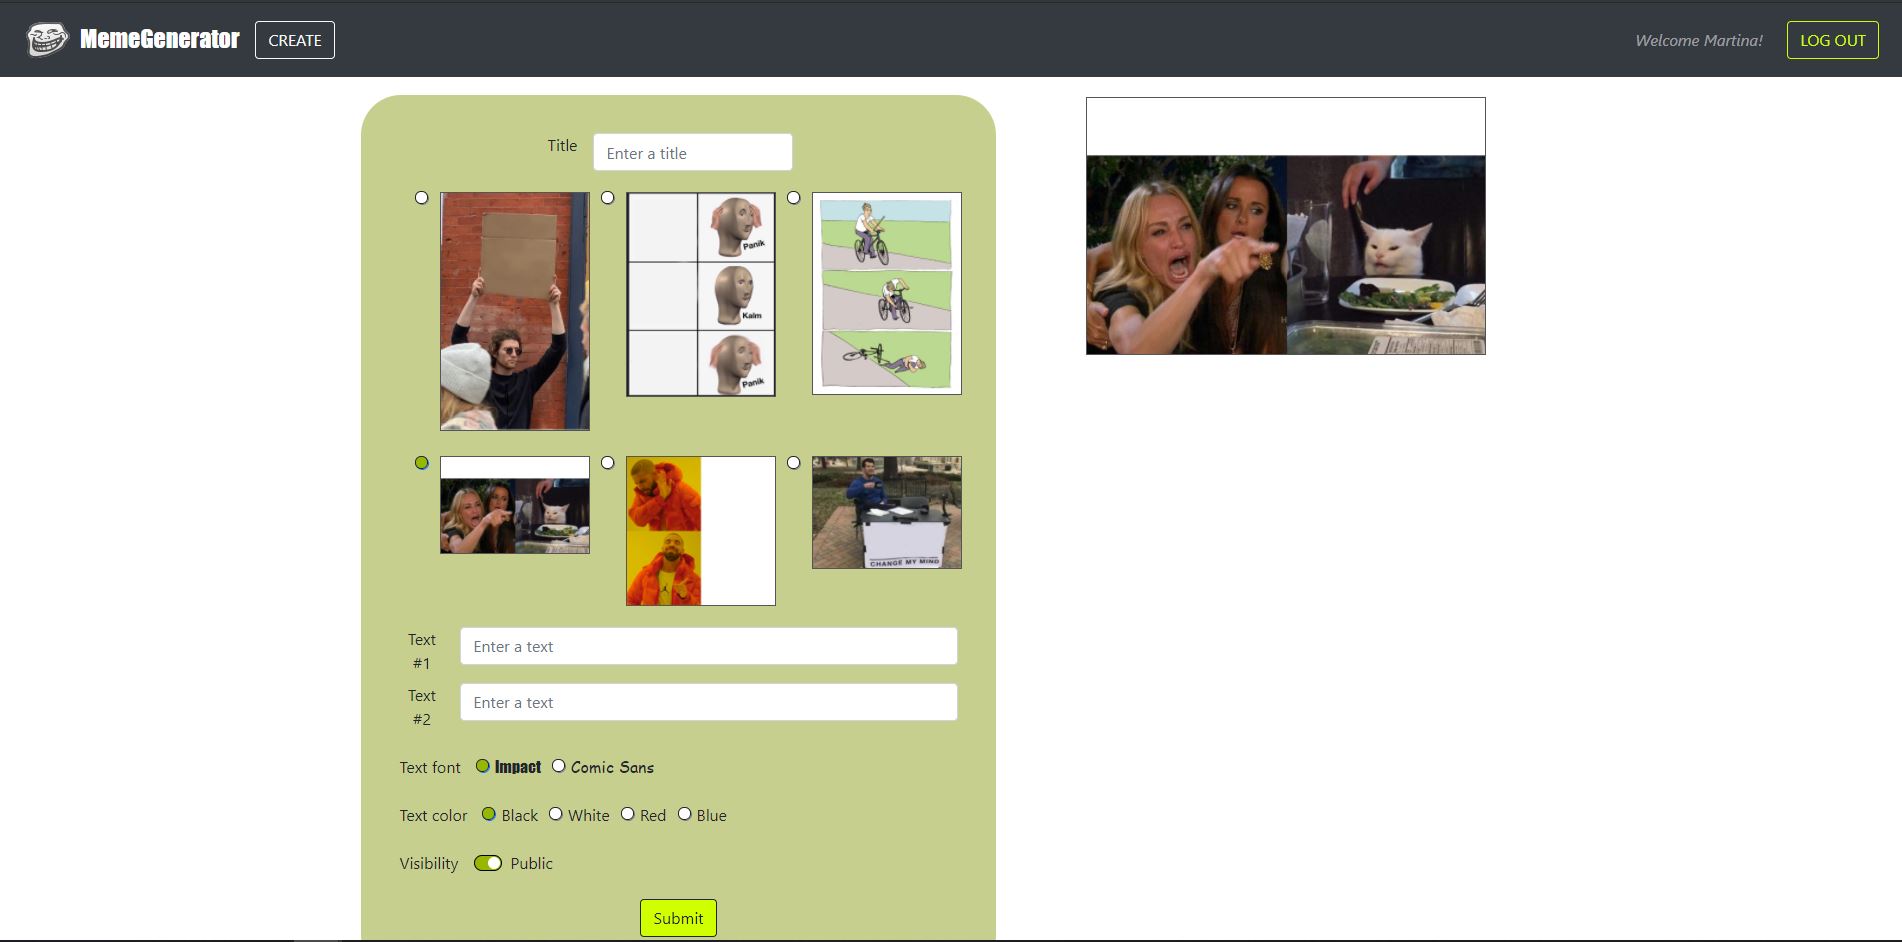 MemeGenerator CREATE Welcome Martina! LOG OUT
Title Enter a title
Panik
Kalm
Panik
CHANGE MY MIND
Text #1 Enter a text
Text #2 Enter a text
Text font Impact Comic Sans
Text color Black White Red Blue
Visibility Public
Submit